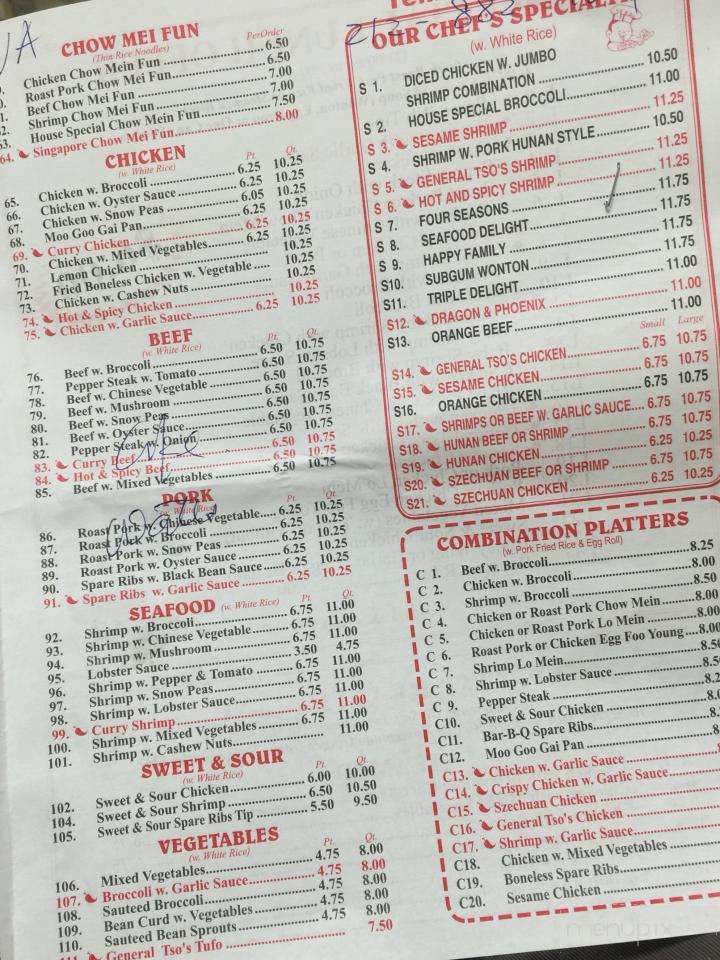 CHOW MEI FUN
(Thin Rice Noodles) Per Order
Chicken Chow Mein Fun 6.50
Roast Pork Chow Mei Fun 6.50
Beef Chow Mei Fun 7.00
Shrimp Chow Mei Fun 7.00
House Special Chow Mein Fun 7.50
64. Singapore Chow Mei Fun 8.00
CHICKEN
(w. White Rice) Pt. Qt.
65. Chicken w. Broccoli 6.25 10.25
66. Chicken w. Oyster Sauce 6.25 10.25
67. Chicken w. Snow Peas 6.05 10.25
68. Moo Goo Gai Pan 6.25 10.25
69. Curry Chicken 6.25 10.25
70. Chicken w. Mixed Vegetables 6.25 10.25
71. Lemon Chicken 10.25
72. Fried Boneless Chicken w. Vegetable 10.25
73. Chicken w. Cashew Nuts 10.25
74. Hot & Spicy Chicken 10.25
75. Chicken w. Garlic Sauce 6.25 10.25
BEEF
(w. White Rice) Pt. Qt.
76. Beef w. Broccoli 6.50 10.75
77. Pepper Steak w. Tomato 6.50 10.75
78. Beef w. Chinese Vegetable 6.50 10.75
79. Beef w. Mushroom 6.50 10.75
80. Beef w. Snow Peas 6.50 10.75
81. Beef w. Oyster Sauce 6.50 10.75
82. Pepper Steak w. Onion 6.50 10.75
83. Curry Beef 6.50 10.75
84. Hot & Spicy Beef 6.50 10.75
85. Beef w. Mixed Vegetables 6.50 10.75
PORK
(w. White Rice) Pt. Qt.
86. Roast Pork w. Chinese Vegetable 6.25 10.25
87. Roast Pork w. Broccoli 6.25 10.25
88. Roast Pork w. Snow Peas 6.25 10.25
89. Roast Pork w. Oyster Sauce 6.25 10.25
90. Spare Ribs w. Black Bean Sauce 6.25 10.25
91. Spare Ribs w. Garlic Sauce 6.25 10.25
SEAFOOD (w. White Rice) Pt. Qt.
92. Shrimp w. Broccoli 6.75 11.00
93. Shrimp w. Chinese Vegetable 6.75 11.00
94. Shrimp w. Mushroom 6.75 11.00
95. Lobster Sauce 3.50 4.75
96. Shrimp w. Pepper & Tomato 6.75 11.00
97. Shrimp w. Snow Peas 6.75 11.00
98. Shrimp w. Lobster Sauce 6.75 11.00
99. Curry Shrimp 6.75 11.00
100. Shrimp w. Mixed Vegetables 6.75 11.00
101. Shrimp w. Cashew Nuts 11.00
SWEET & SOUR
(w. White Rice) Pt. Qt.
102. Sweet & Sour Chicken 6.00 10.00
104. Sweet & Sour Shrimp 6.50 10.50
105. Sweet & Sour Spare Ribs Tip 5.50 9.50
VEGETABLES
(w. White Rice) Pt. Qt.
106. Mixed Vegetables 4.75 8.00
107. Broccoli w. Garlic Sauce 4.75 8.00
108. Sauteed Broccoli 4.75 8.00
109. Bean Curd w. Vegetables 4.75 8.00
110. Sauteed Bean Sprouts 4.75 8.00
111. General Tso's Tufo 7.50
OUR CHEF'S SPECIALTI
(w. White Rice)
S 1. DICED CHICKEN W. JUMBO
SHRIMP COMBINATION 10.50
S 2. HOUSE SPECIAL BROCCOLI 11.00
S 3. SESAME SHRIMP 11.25
S 4. SHRIMP W. PORK HUNAN STYLE 10.50
S 5. GENERAL TSO'S SHRIMP 11.25
S 6. HOT AND SPICY SHRIMP 11.25
S 7. FOUR SEASONS 11.75
S 8. SEAFOOD DELIGHT 11.75
S 9. HAPPY FAMILY 11.75
S10. SUBGUM WONTON 11.75
S11. TRIPLE DELIGHT 11.00
S12. DRAGON & PHOENIX 11.00
S13. ORANGE BEEF 11.00
Small Large
S14. GENERAL TSO'S CHICKEN 6.75 10.75
S15. SESAME CHICKEN 6.75 10.75
S16. ORANGE CHICKEN 6.75 10.75
S17. SHRIMPS OR BEEF W. GARLIC SAUCE 6.75 10.75
S18. HUNAN BEEF OR SHRIMP 6.75 10.75
S19. HUNAN CHICKEN 6.25 10.25
S20. SZECHUAN BEEF OR SHRIMP 6.75 10.75
S21. SZECHUAN CHICKEN 6.25 10.25
COMBINATION PLATTERS
(w. Pork Fried Rice & Egg Roll)
C 1. Beef w. Broccoli 8.25
C 2. Chicken w. Broccoli 8.00
C 3. Shrimp w. Broccoli 8.50
C 4. Chicken or Roast Pork Chow Mein 8.00
C 5. Chicken or Roast Pork Lo Mein 8.00
C 6. Roast Pork or Chicken Egg Foo Young 8.00
C 7. Shrimp Lo Mein 8.50
C 8. Shrimp w. Lobster Sauce 8.50
C 9. Pepper Steak 8.2
C10. Sweet & Sour Chicken 8.0
C11. Bar-B-Q Spare Ribs 8.
C12. Moo Goo Gai Pan 8.
C13. Chicken w. Garlic Sauce
C14. Crispy Chicken w. Garlic Sauce
C15. Szechuan Chicken
C16. General Tso's Chicken
C17. Shrimp w. Garlic Sauce
C18. Chicken w. Mixed Vegetables
C19. Boneless Spare Ribs
C20. Sesame Chicken
menupix